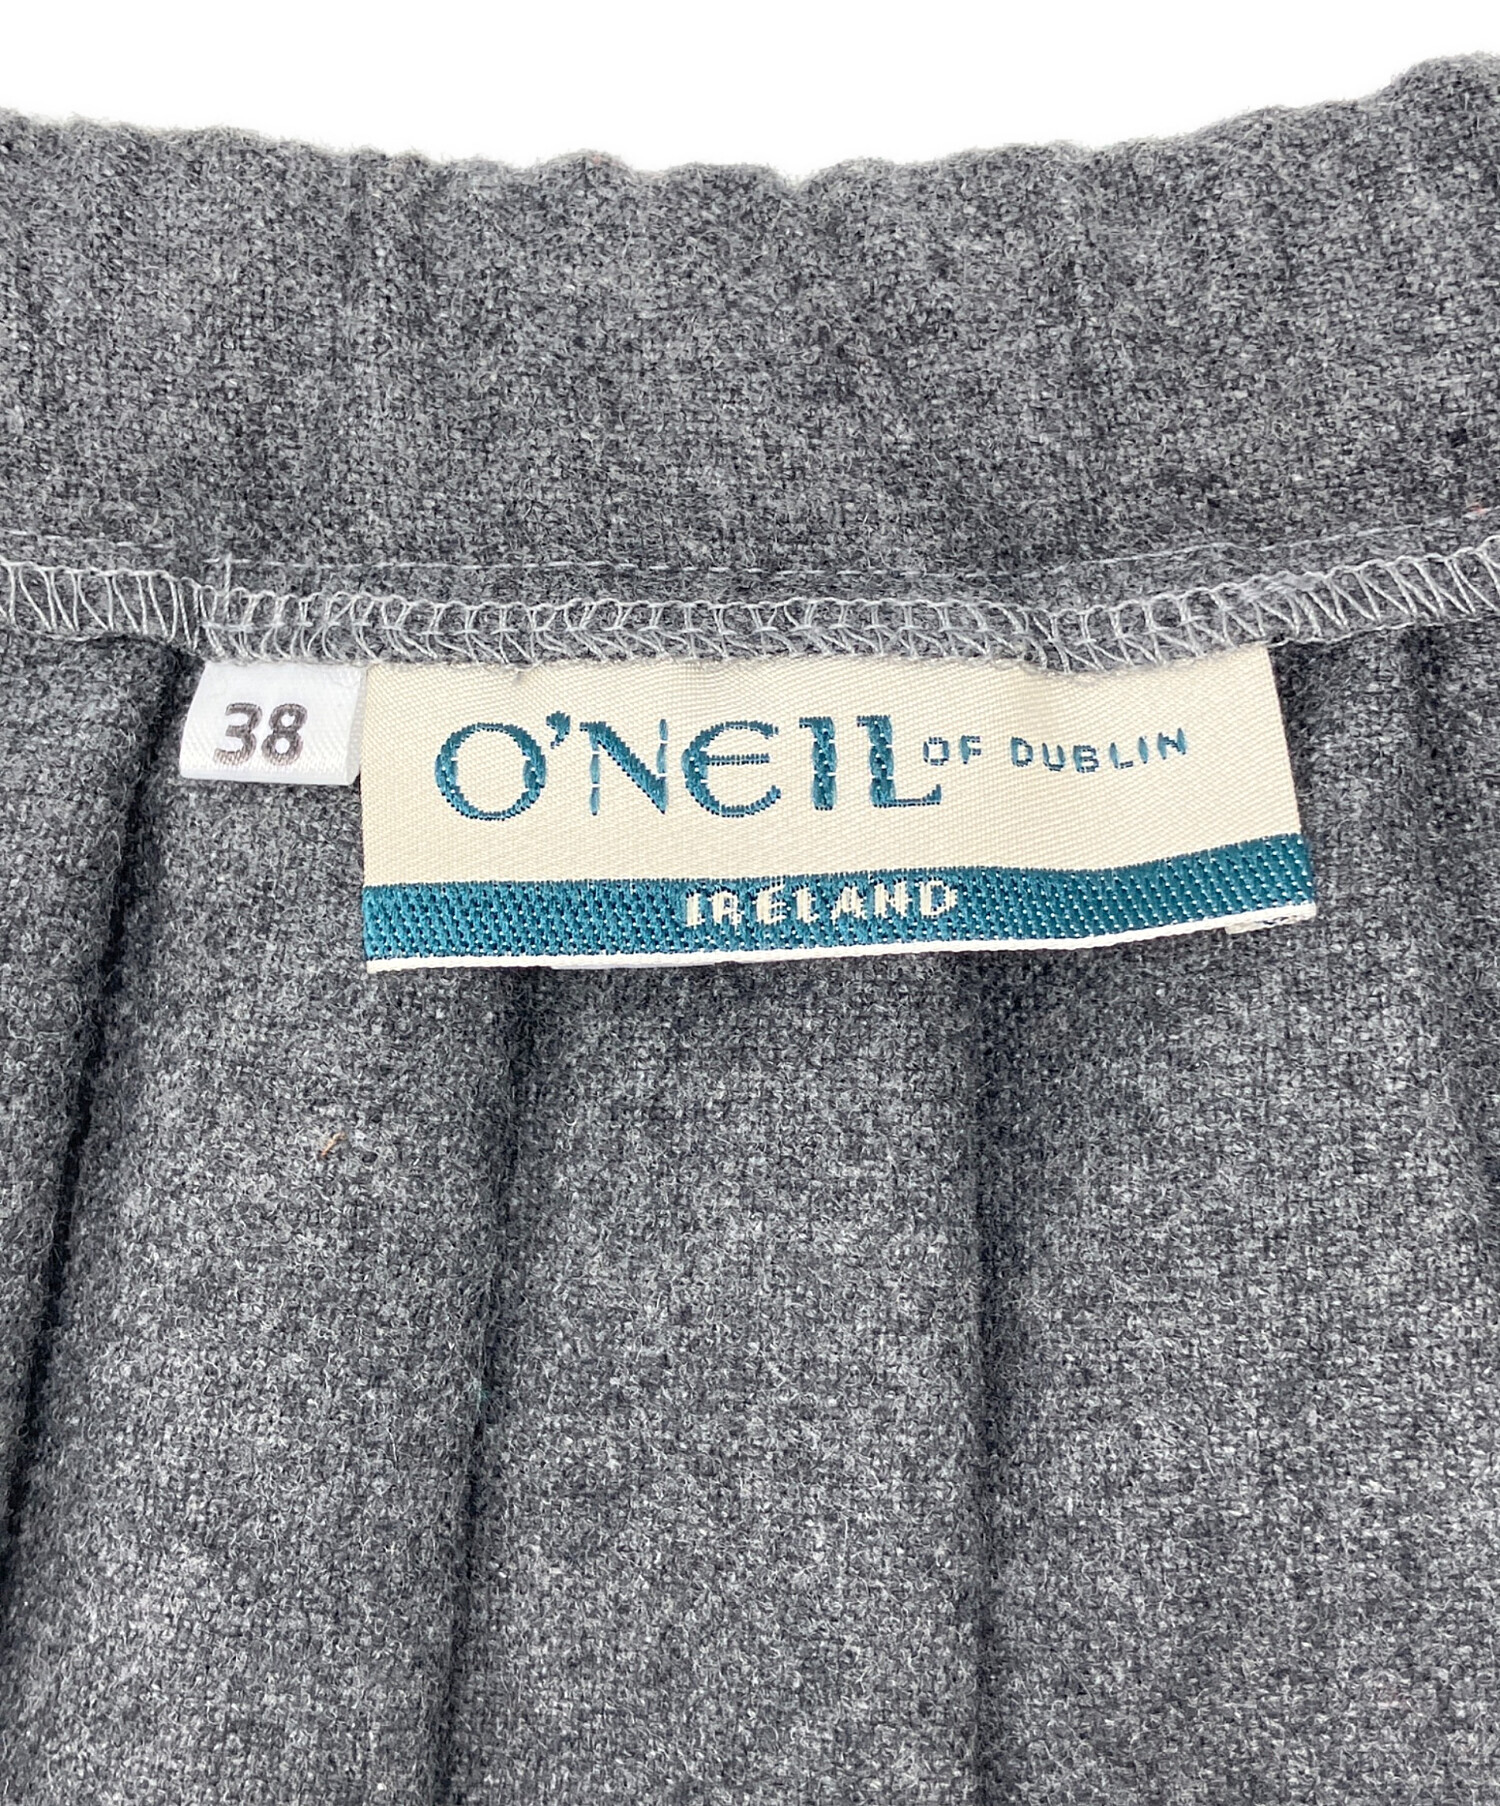 38
O'NEIL OF DUBLIN
IRELAND